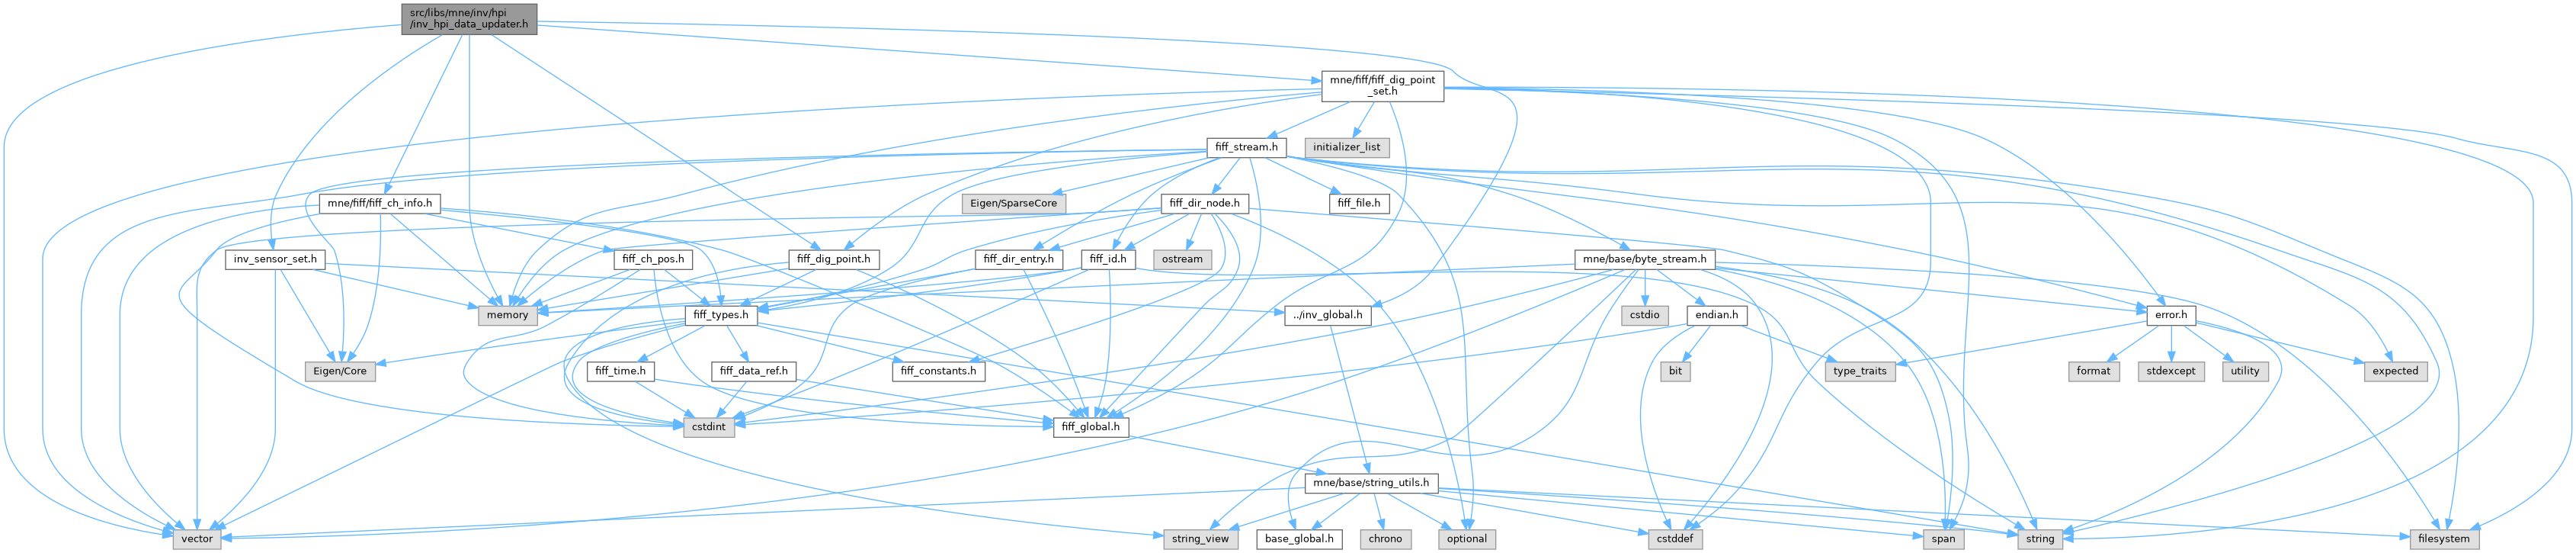 src/libs/mne/inv/hpi
/inv_hpi_data_updater.h
mne/fiff/fiff_dig_point
_set.h
fiff_stream.h
initializer_list
mne/fiff/fiff_ch_info.h
Eigen/SparseCore
fiff_dir_node.h
fiff_file.h
inv_sensor_set.h
fiff_ch_pos.h
fiff_dig_point.h
fiff_dir_entry.h
fiff_id.h
ostream
mne/base/byte_stream.h
memory
fiff_types.h
../inv_global.h
cstdio
endian.h
error.h
Eigen/Core
fiff_time.h
fiff_data_ref.h
fiff_constants.h
bit
type_traits
format
stdexcept
utility
expected
cstdint
fiff_global.h
mne/base/string_utils.h
vector
string_view
base_global.h
chrono
optional
cstddef
span
string
filesystem